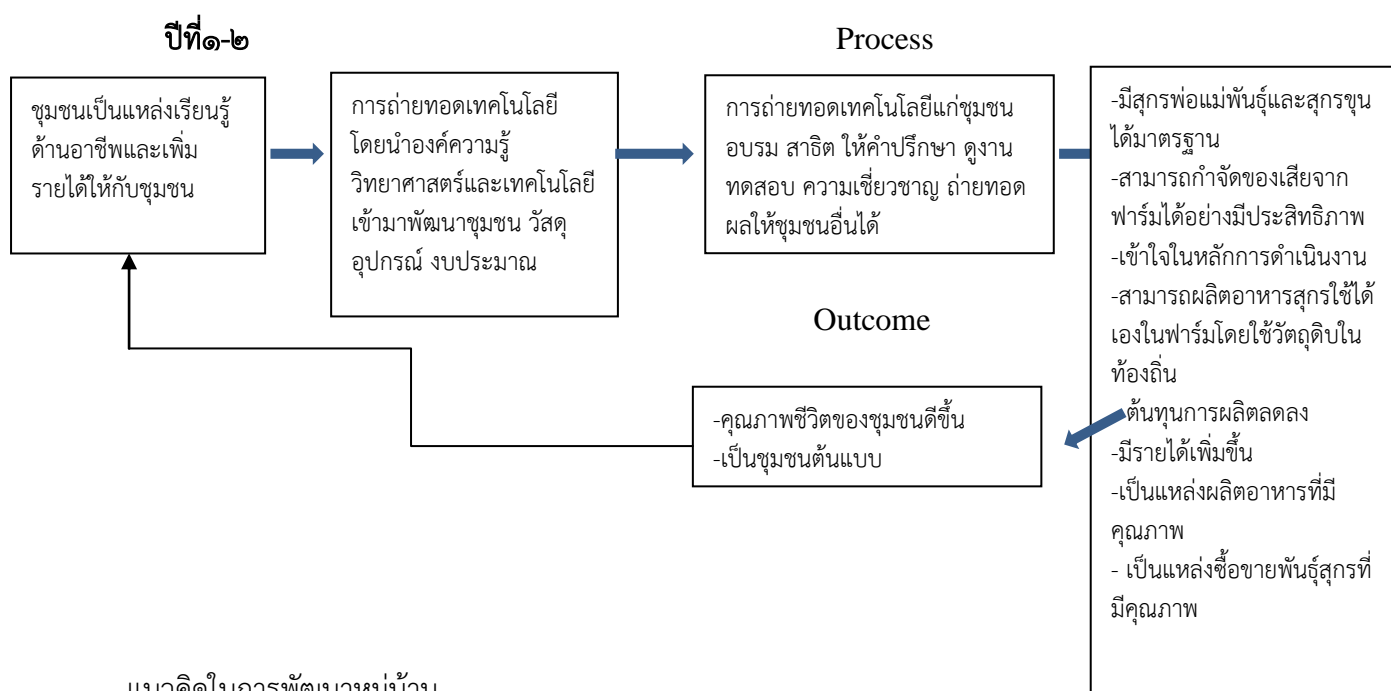 ปีที่๑-๒
Process
ชุมชนเป็นแหล่งเรียนรู้
ด้านอาชีพและเพิ่ม
รายได้ให้กับชุมชน
การถ่ายทอดเทคโนโลยี
โดยนำองค์ความรู้
วิทยาศาสตร์และเทคโนโลยี
เข้ามาพัฒนาชุมชน วัสดุ
อุปกรณ์ งบประมาณ
การถ่ายทอดเทคโนโลยีแก่ชุมชน
อบรม สาธิต ให้คำปรึกษา ดูงาน
ทดสอบ ความเชี่ยวชาญ ถ่ายทอด
ผลให้ชุมชนอื่นได้
-มีสุกรพ่อแม่พันธุ์และสุกรขุน
ได้มาตรฐาน
-สามารถกำจัดของเสียจาก
ฟาร์มได้อย่างมีประสิทธิภาพ
-เข้าใจในหลักการดำเนินงาน
-สามารถผลิตอาหารสุกรใช้ได้
เองในฟาร์มโดยใช้วัตถุดิบใน
ท้องถิ่น
ต้นทุนการผลิตลดลง
-มีรายได้เพิ่มขึ้น
-เป็นแหล่งผลิตอาหารที่มี
คุณภาพ
- เป็นแหล่งซื้อขายพันธุ์สุกรที่
มีคุณภาพ
Outcome
-คุณภาพชีวิตของชุมชนดีขึ้น
-เป็นชุมชนต้นแบบ
แนวคิดในการพัฒนาหมู่บ้าน